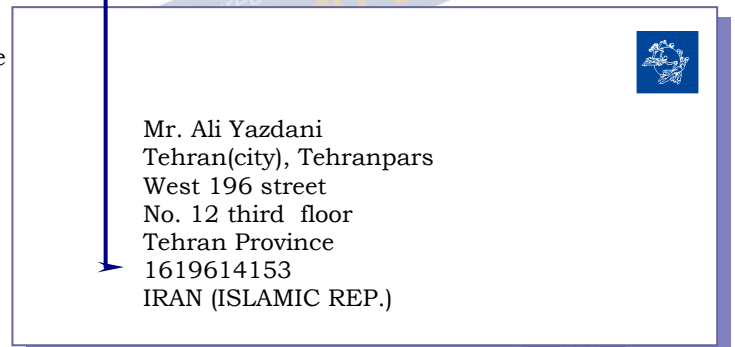 e
Mr. Ali Yazdani
Tehran(city), Tehranpars
West 196 street
No. 12 third  floor
Tehran Province
1619614153
IRAN (ISLAMIC REP.)